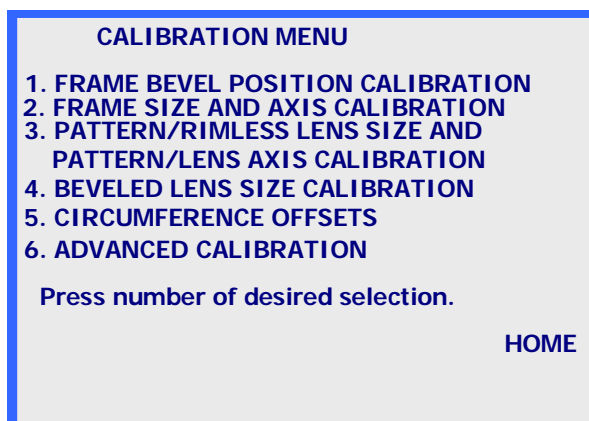 CALIBRATION MENU
1. FRAME BEVEL POSITION CALIBRATION
2. FRAME SIZE AND AXIS CALIBRATION
3. PATTERN/RIMLESS LENS SIZE AND
PATTERN/LENS AXIS CALIBRATION
4. BEVELED LENS SIZE CALIBRATION
5. CIRCUMFERENCE OFFSETS
6. ADVANCED CALIBRATION
Press number of desired selection.
HOME